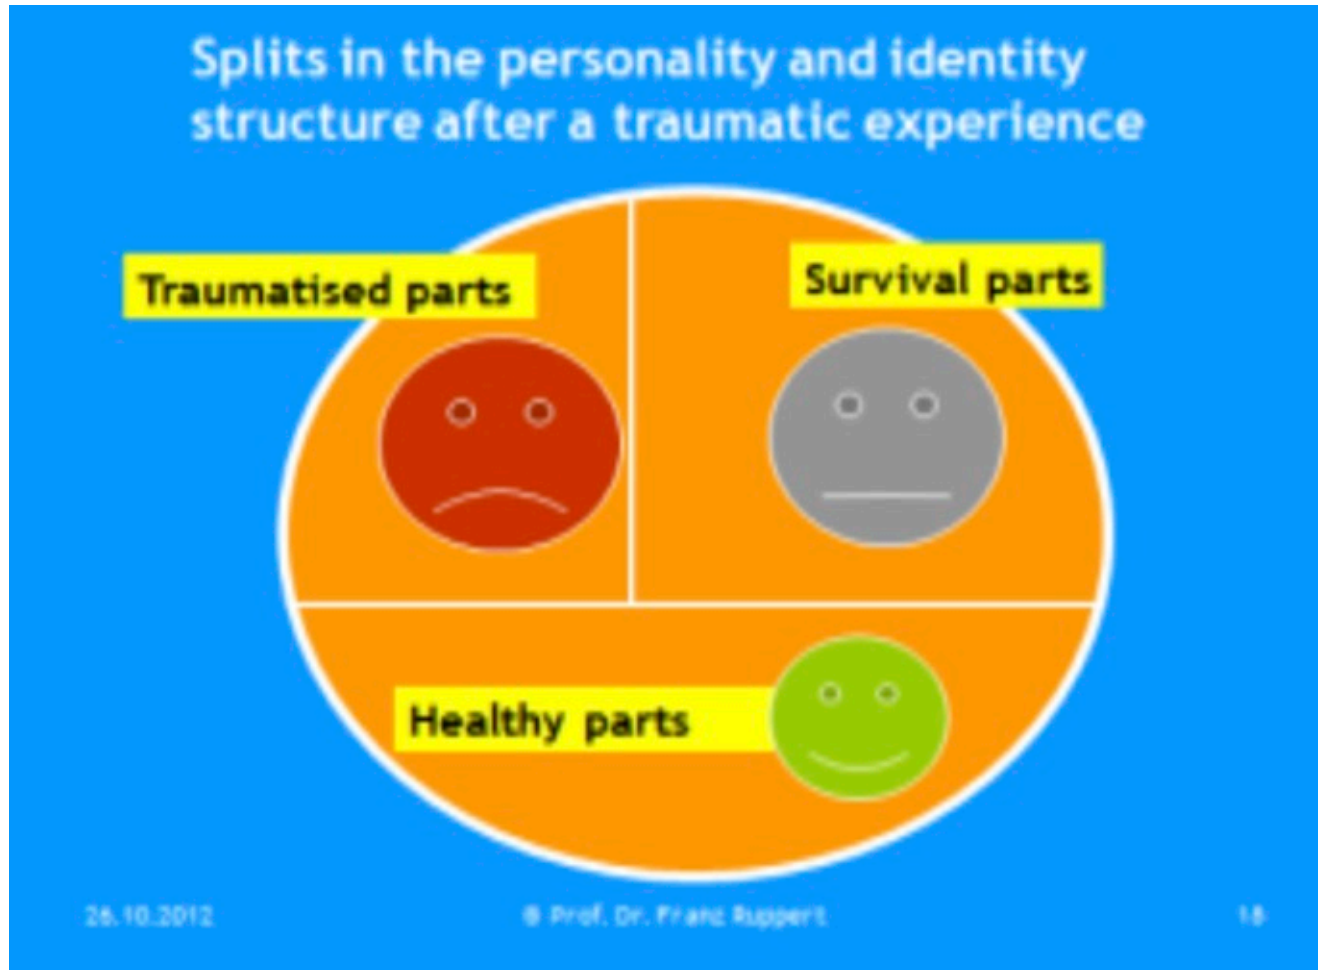 Splits in the personality and identity
structure after a traumatic experience
Traumatised parts
Survival parts
Healthy parts
26.10.2012
© Prof. Dr. Franz Ruppert
18